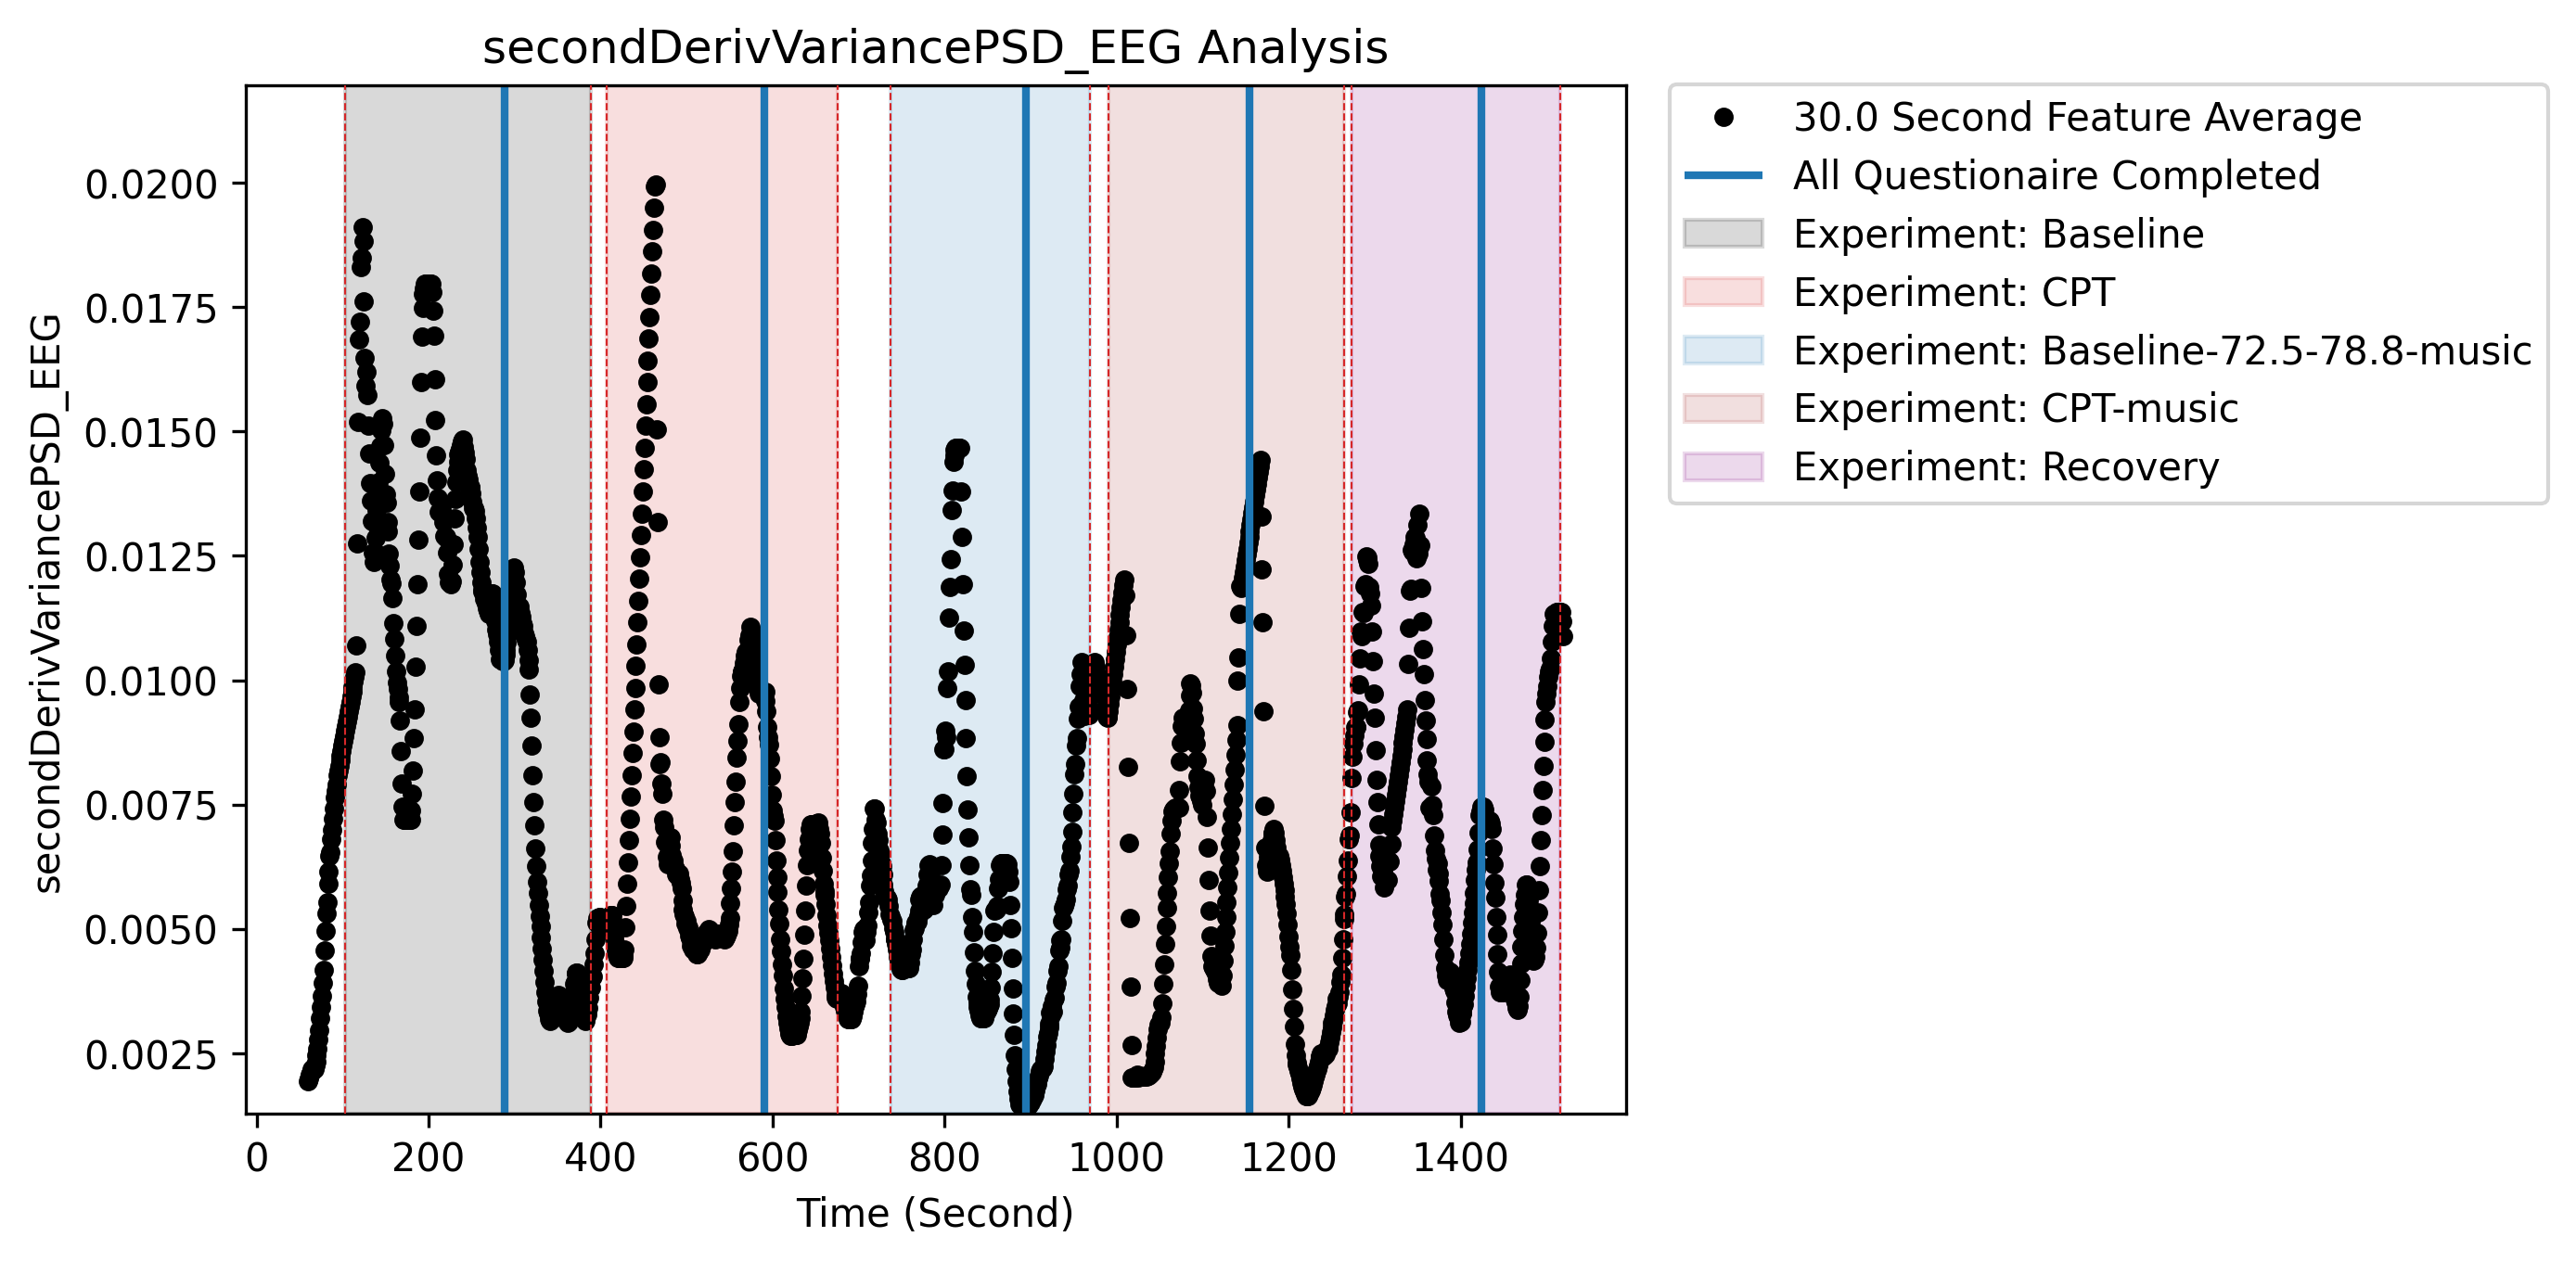 secondDerivVariancePSD_EEG Analysis
secondDerivVariancePSD_EEG
0.0200
0.0175
0.0150
0.0125
0.0100
0.0075
0.0050
0.0025
0 200 400 600 800 1000 1200 1400
Time (Second)
30.0 Second Feature Average
All Questionaire Completed
Experiment: Baseline
Experiment: CPT
Experiment: Baseline-72.5-78.8-music
Experiment: CPT-music
Experiment: Recovery